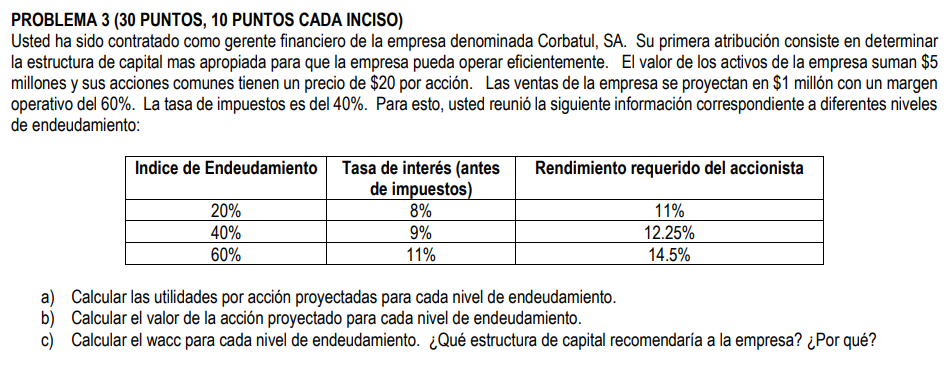 PROBLEMA 3 (30 PUNTOS, 10 PUNTOS CADA INCISO)
Usted ha sido contratado como gerente financiero de la empresa denominada Corbatul, SA. Su primera atribución consiste en determinar
la estructura de capital mas apropiada para que la empresa pueda operar eficientemente. El valor de los activos de la empresa suman $5
millones y sus acciones comunes tienen un precio de $20 por acción. Las ventas de la empresa se proyectan en $1 millón con un margen
operativo del 60%. La tasa de impuestos es del 40%. Para esto, usted reunió la siguiente información correspondiente a diferentes niveles
de endeudamiento:
Indice de Endeudamiento Tasa de interés (antes de impuestos) Rendimiento requerido del accionista
20% 8% 11%
40% 9% 12.25%
60% 11% 14.5%
a) Calcular las utilidades por acción proyectadas para cada nivel de endeudamiento.
b) Calcular el valor de la acción proyectado para cada nivel de endeudamiento.
c) Calcular el wacc para cada nivel de endeudamiento. ¿Qué estructura de capital recomendaría a la empresa? ¿Por qué?